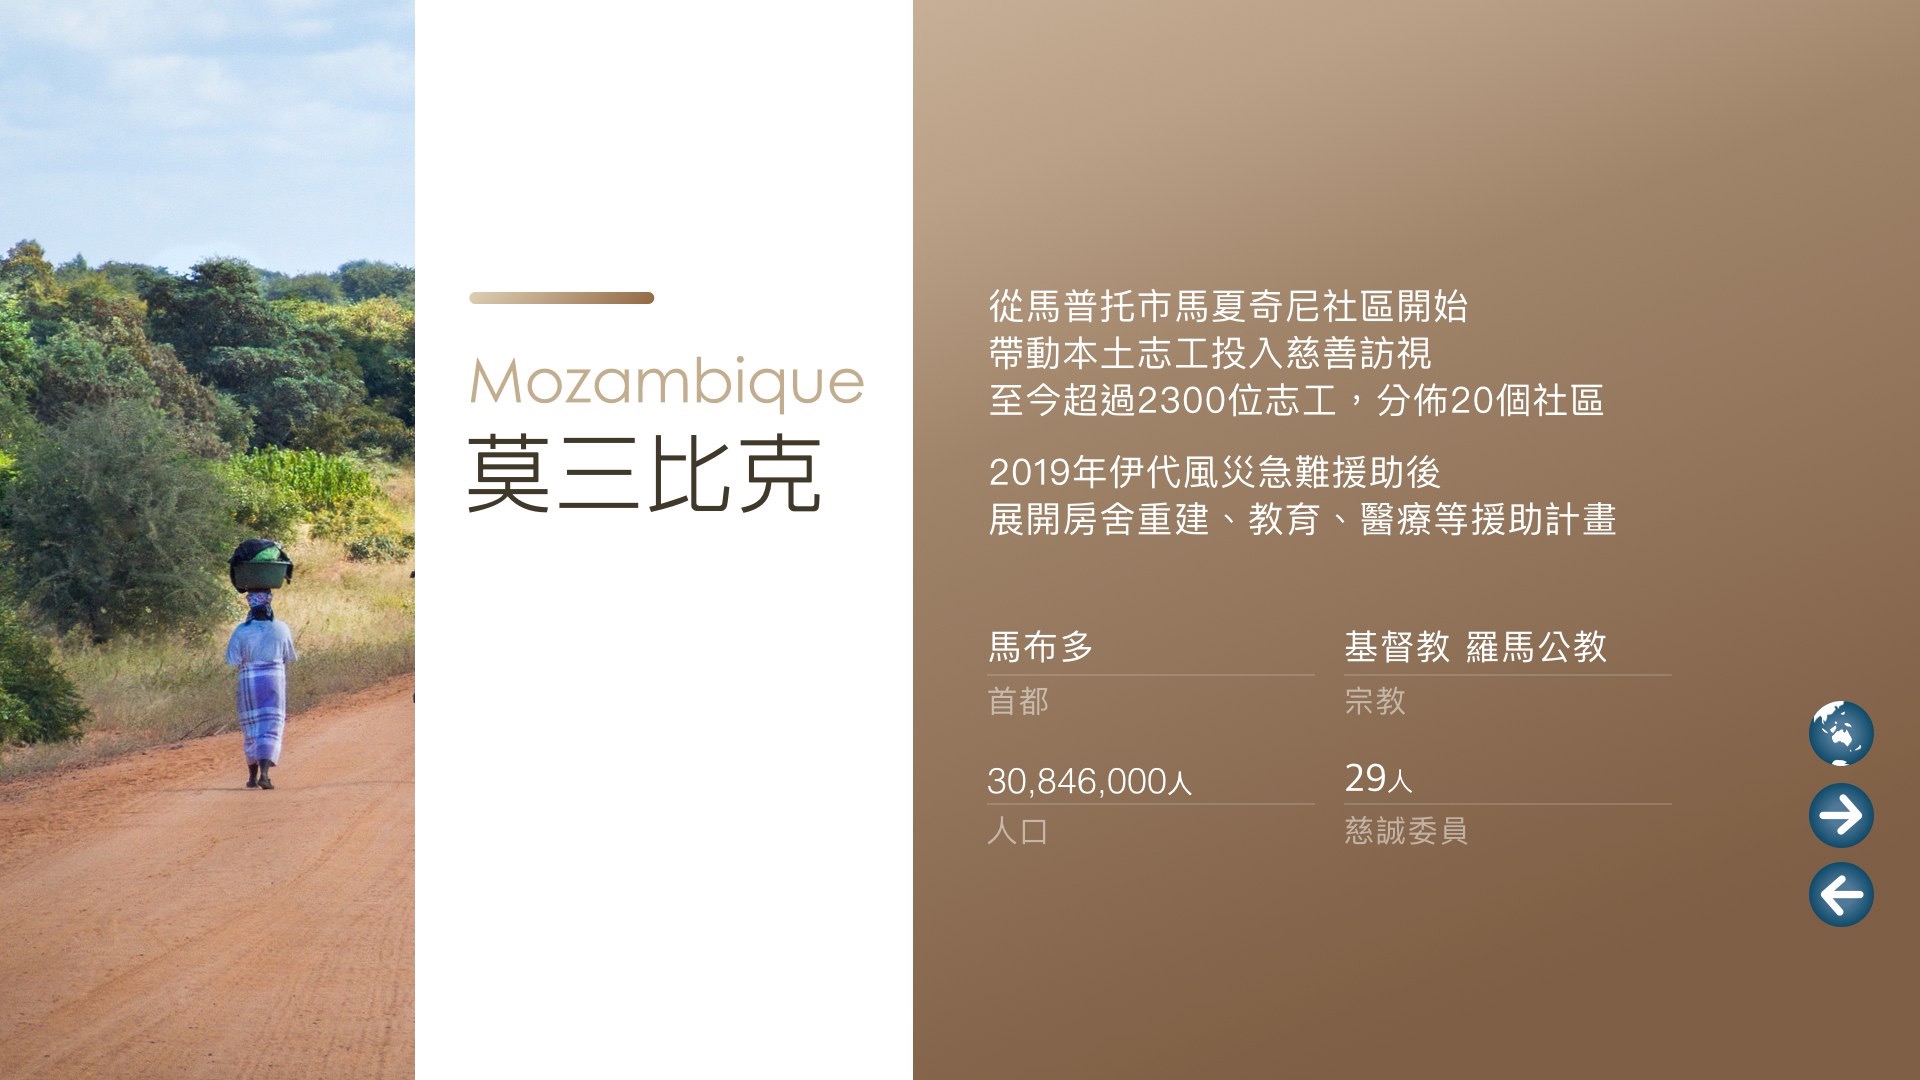 Mozambique
莫三比克
從馬普托市馬夏奇尼社區開始
帶動本土志工投入慈善訪視
至今超過2300位志工，分佈20個社區
2019年伊代風災急難援助後
展開房舍重建、教育、醫療等援助計畫
馬布多
首都
基督教 羅馬公教
宗教
30,846,000人
人口
29人
慈誠委員